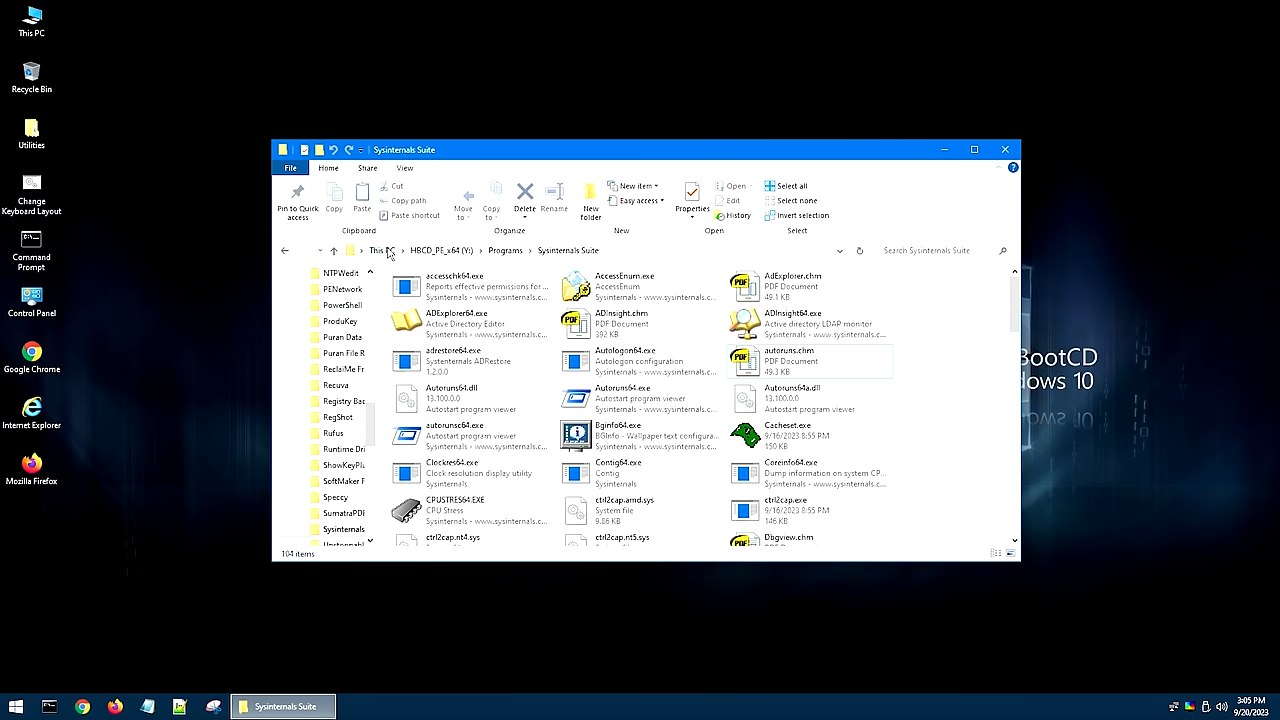 This PC
Recycle Bin
Utilities
Change
Keyboard Layout
Command
Prompt
Control Panel
Google Chrome
Internet Explorer
Mozilla Firefox
Sysinternals Suite
File
Home
Share
View
Pin to Quick
access
Copy
Paste
Cut
Copy path
Paste shortcut
Clipboard
Move
to
Copy
to
Delete
Rename
Organize
New
folder
New item
Easy access
New
Properties
Open
Edit
History
Open
Select all
Select none
Invert selection
Select
This PC
HBCD_PE_x64 (Y:)
Programs
Sysinternals Suite
Search Sysinternals Suite
NTPWedit
PENetwork
PowerShell
ProduKey
Puran Data
Puran File R
ReclaiMe Fr
Recuva
Registry Bac
RegShot
Rufus
Runtime Dri
ShowKeyPlu
SoftMaker F
Speccy
SumatraPDF
Sysinternals
accesschk64.exe
Reports effective permissions for ...
Sysinternals - www.sysinternals.c...
AccessEnum.exe
AccessEnum
Sysinternals - www.sysinternals.c...
AdExplorer.chm
PDF Document
49.1 KB
ADExplorer64.exe
Active Directory Editor
Sysinternals - www.sysinternals.c...
ADInsight.chm
PDF Document
392 KB
ADInsight64.exe
Active directory LDAP monitor
Sysinternals - www.sysinternals.c...
adrestore64.exe
Systernals ADRestore
1.2.0.0
Autologon64.exe
Autologon configuration
Sysinternals - www.sysinternals.c...
autoruns.chm
PDF Document
49.3 KB
Autoruns64.dll
13.100.0.0
Autostart program viewer
Autoruns64.exe
Autostart program viewer
Sysinternals - www.sysinternals.c...
Autoruns64a.dll
13.100.0.0
Autostart program viewer
autorunsc64.exe
Autostart program viewer
Sysinternals - www.sysinternals.c...
Bginfo64.exe
BGInfo - Wallpaper text configura...
Sysinternals - www.sysinternals.c...
Cacheset.exe
9/16/2023 8:55 PM
150 KB
Clockres64.exe
Clock resolution display utility
Sysinternals
Contig64.exe
Contig
Sysinternals
Coreinfo64.exe
Dump information on system CP...
Sysinternals - www.sysinternals.c...
CPUSTRES64.EXE
CPU Stress
Sysinternals - www.sysinternals.c...
ctrl2cap.amd.sys
System file
9.86 KB
ctrl2cap.exe
9/16/2023 8:55 PM
146 KB
ctrl2cap.nt4.sys
ctrl2cap.nt5.sys
Dbgview.chm
104 items
BootCD
dows 10
Sysinternals Suite
3:05 PM
9/20/2023